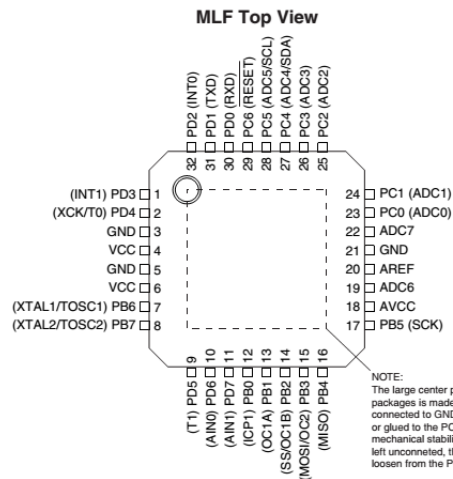 MLF Top View
PD2 (INT0)
PD1 (TXD)
PD0 (RXD)
PC6 (RESET)
PC5 (ADC5/SCL)
PC4 (ADC4/SDA)
PC3 (ADC3)
PC2 (ADC2)
32
31
30
29
28
27
26
25
(INT1) PD3 1
(XCK/T0) PD4 2
GND 3
VCC 4
GND 5
VCC 6
(XTAL1/TOSC1) PB6 7
(XTAL2/TOSC2) PB7 8
24 PC1 (ADC1)
23 PC0 (ADC0)
22 ADC7
21 GND
20 AREF
19 ADC6
18 AVCC
17 PB5 (SCK)
9
10
11
12
13
14
15
16
(T1) PD5
(AIN0) PD6
(AIN1) PD7
(ICP1) PB0
(OC1A) PB1
(SS/OC1B) PB2
(MOSI/OC2) PB3
(MISO) PB4
NOTE:
The large center p
packages is made
connected to GND
or glued to the PC
mechanical stabili
left unconneted, th
loosen from the P